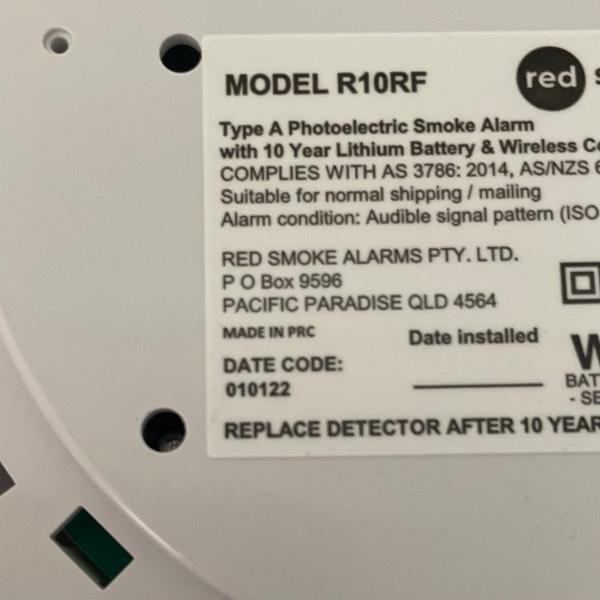 MODEL R10RF
red
Type A Photoelectric Smoke Alarm
with 10 Year Lithium Battery & Wireless
COMPLIES WITH AS 3786: 2014, AS/NZS
Suitable for normal shipping / mailing
Alarm condition: Audible signal pattern (ISO
RED SMOKE ALARMS PTY. LTD.
P O Box 9596
PACIFIC PARADISE QLD 4564
MADE IN PRC
Date installed
DATE CODE:
010122
REPLACE DETECTOR AFTER 10 YEAR